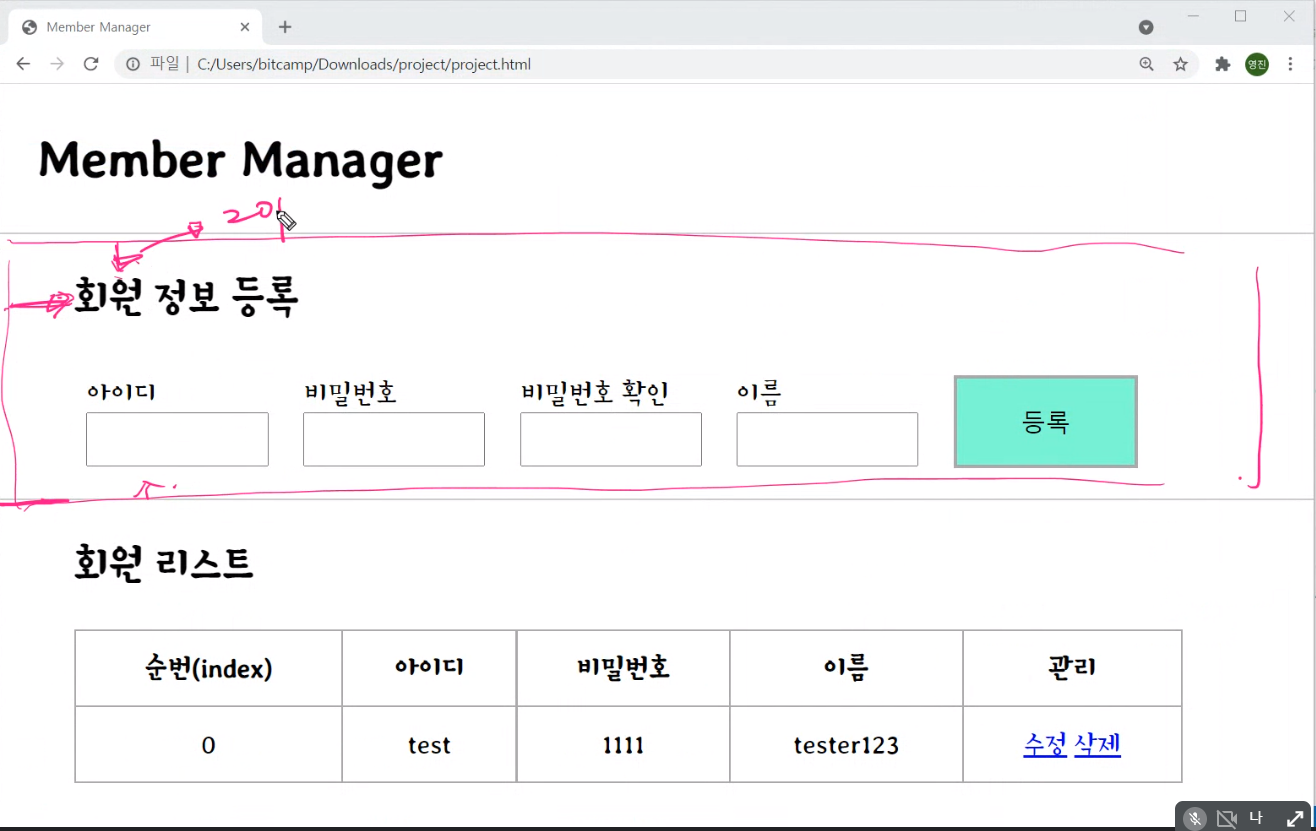 Member Manager
파일 | C:/Users/bitcamp/Downloads/project/project.html
영진
Member Manager
회원 정보 등록
아이디 비밀번호 비밀번호 확인 이름 등록
회원 리스트
순번(index) 아이디 비밀번호 이름 관리
0 test 1111 tester123 수정 삭제
나